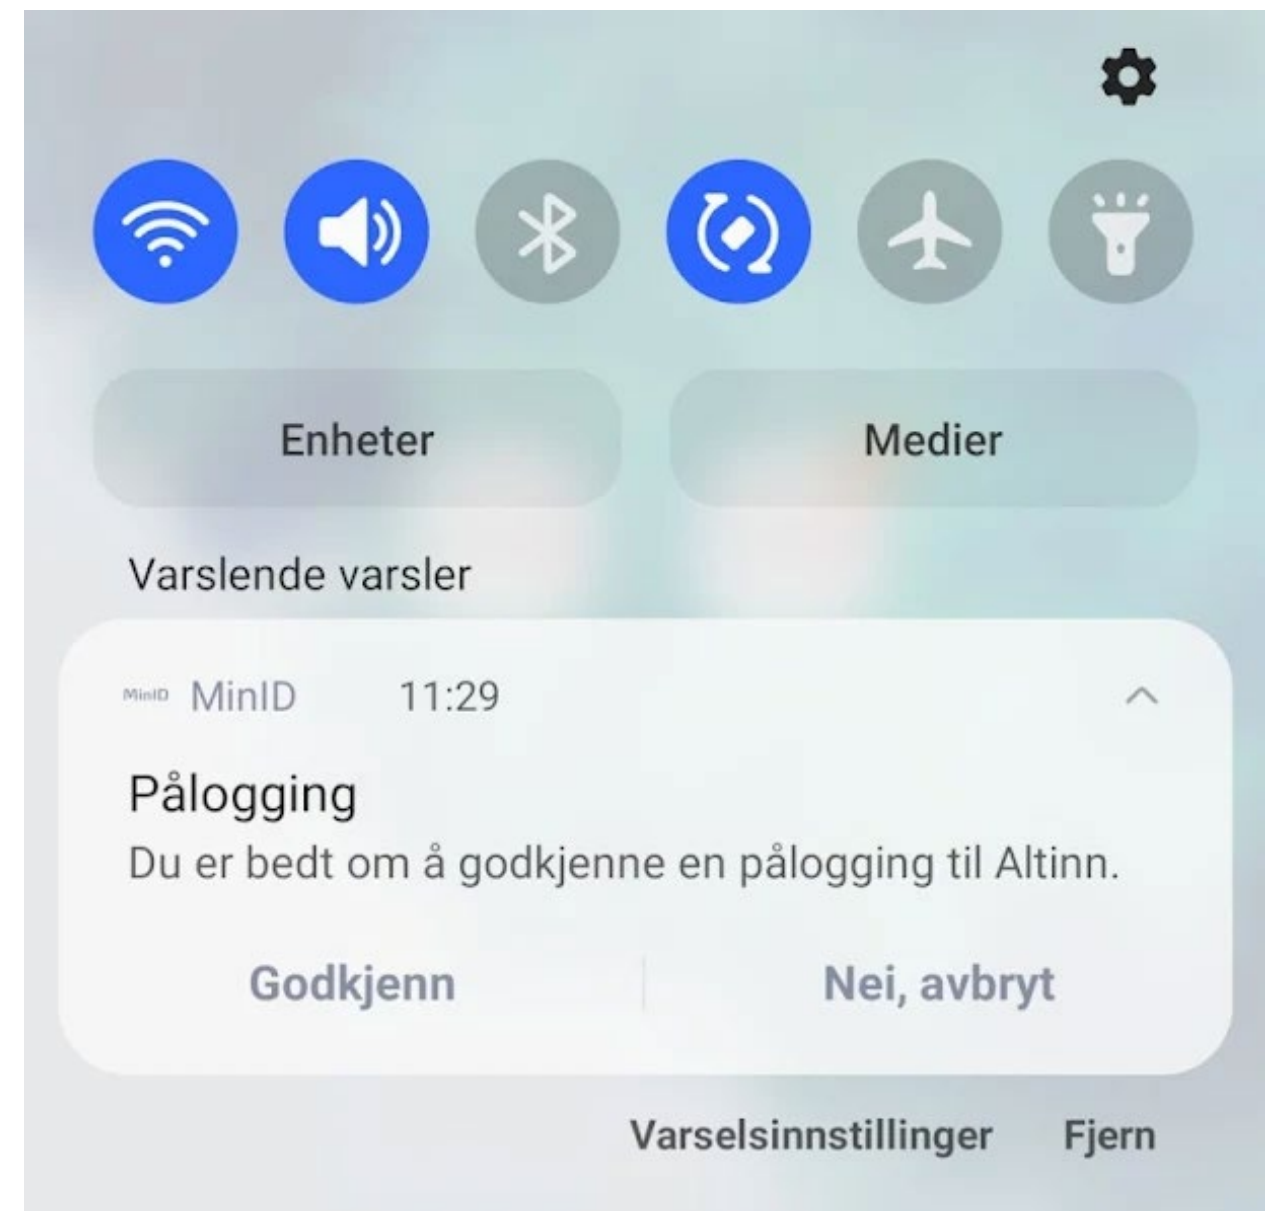 Enheter
Medier
Varslende varsler
MinID MinID 11:29
Pålogging
Du er bedt om å godkjenne en pålogging til Altinn.
Godkjenn
Nei, avbryt
Varselsinnstillinger Fjern